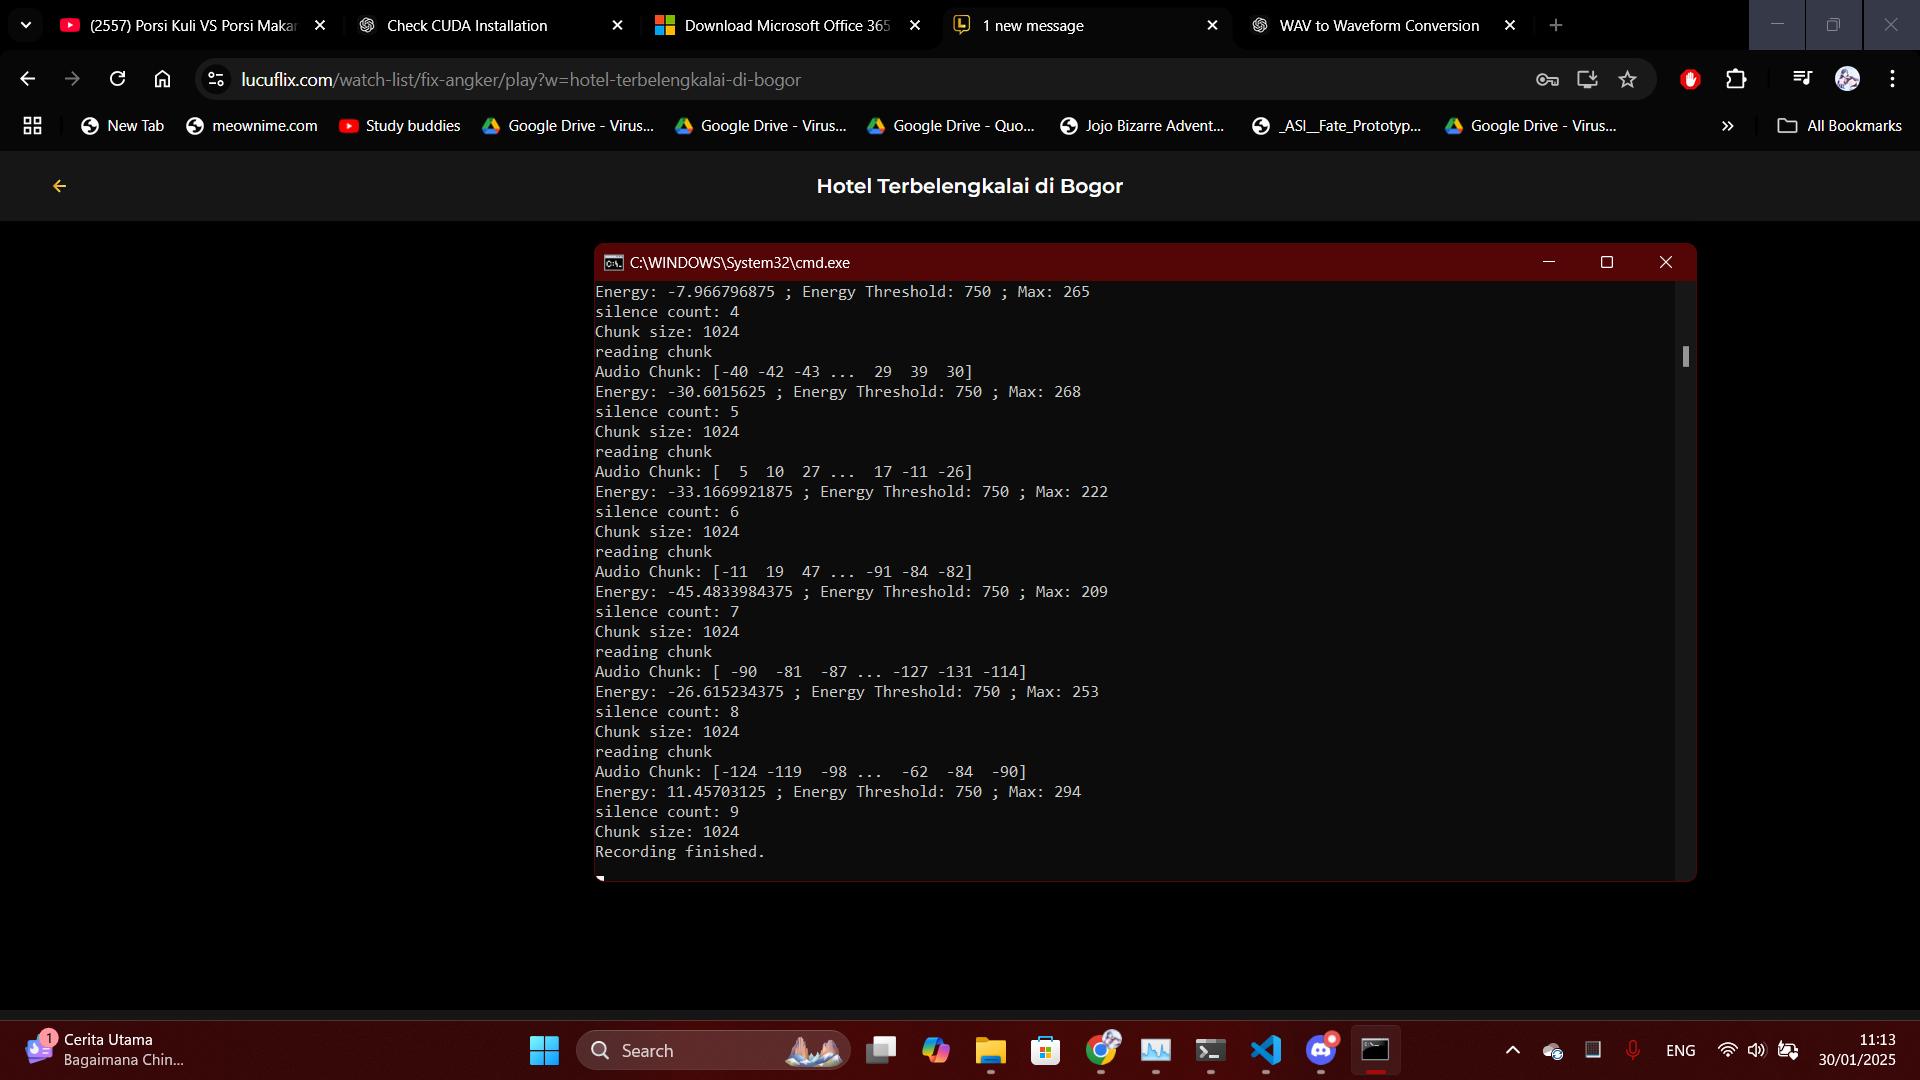 (2557) Porsi Kuli VS Porsi Makan
Check CUDA Installation
Download Microsoft Office 365
1 new message
WAV to Waveform Conversion
lucuflix.com/watch-list/fix-angker/play?w=hotel-terbelengkalai-di-bogor
New Tab
meownime.com
Study buddies
Google Drive - Virus...
Google Drive - Virus...
Google Drive - Quo...
Jojo Bizarre Advent...
_ASI__Fate_Prototyp...
Google Drive - Virus...
All Bookmarks
Hotel Terbelengkalai di Bogor
C:\WINDOWS\System32\cmd.exe
Energy: -7.966796875 ; Energy Threshold: 750 ; Max: 265
silence count: 4
Chunk size: 1024
reading chunk
Audio Chunk: [-40 -42 -43 ...  29  39  30]
Energy: -30.6015625 ; Energy Threshold: 750 ; Max: 268
silence count: 5
Chunk size: 1024
reading chunk
Audio Chunk: [  5  10  27 ...  17 -11 -26]
Energy: -33.1669921875 ; Energy Threshold: 750 ; Max: 222
silence count: 6
Chunk size: 1024
reading chunk
Audio Chunk: [-11  19  47 ... -91 -84 -82]
Energy: -45.4833984375 ; Energy Threshold: 750 ; Max: 209
silence count: 7
Chunk size: 1024
reading chunk
Audio Chunk: [ -90  -81  -87 ... -127 -131 -114]
Energy: -26.615234375 ; Energy Threshold: 750 ; Max: 253
silence count: 8
Chunk size: 1024
reading chunk
Audio Chunk: [-124 -119  -98 ...  -62  -84  -90]
Energy: 11.45703125 ; Energy Threshold: 750 ; Max: 294
silence count: 9
Chunk size: 1024
Recording finished.
1
Cerita Utama
Bagaimana Chin...
Search
ENG
11:13
30/01/2025